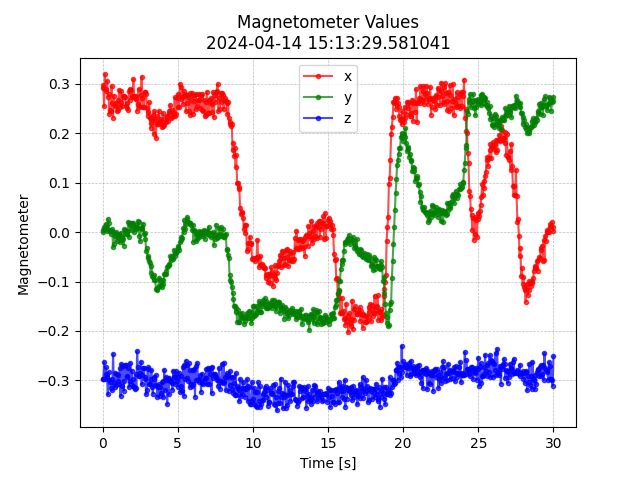 Magnetometer Values
2024-04-14 15:13:29.581041
x
y
z
0.3
0.2
0.1
0.0
−0.1
−0.2
−0.3
Magnetometer
0 5 10 15 20 25 30
Time [s]